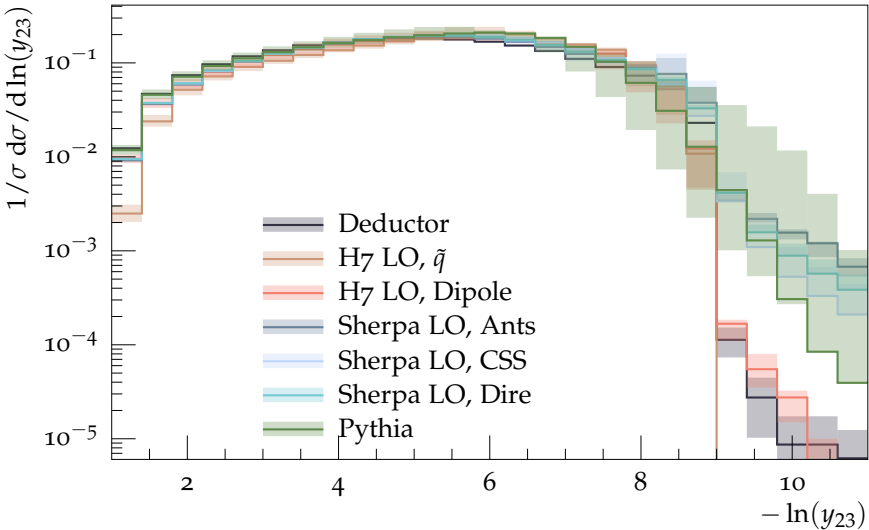 1/σ dσ/d ln(y₂₃)
10⁻¹
10⁻²
10⁻³
10⁻⁴
10⁻⁵
Deductor
H7 LO, q̃
H7 LO, Dipole
Sherpa LO, Ants
Sherpa LO, CSS
Sherpa LO, Dire
Pythia
2 4 6 8 10
− ln(y₂₃)